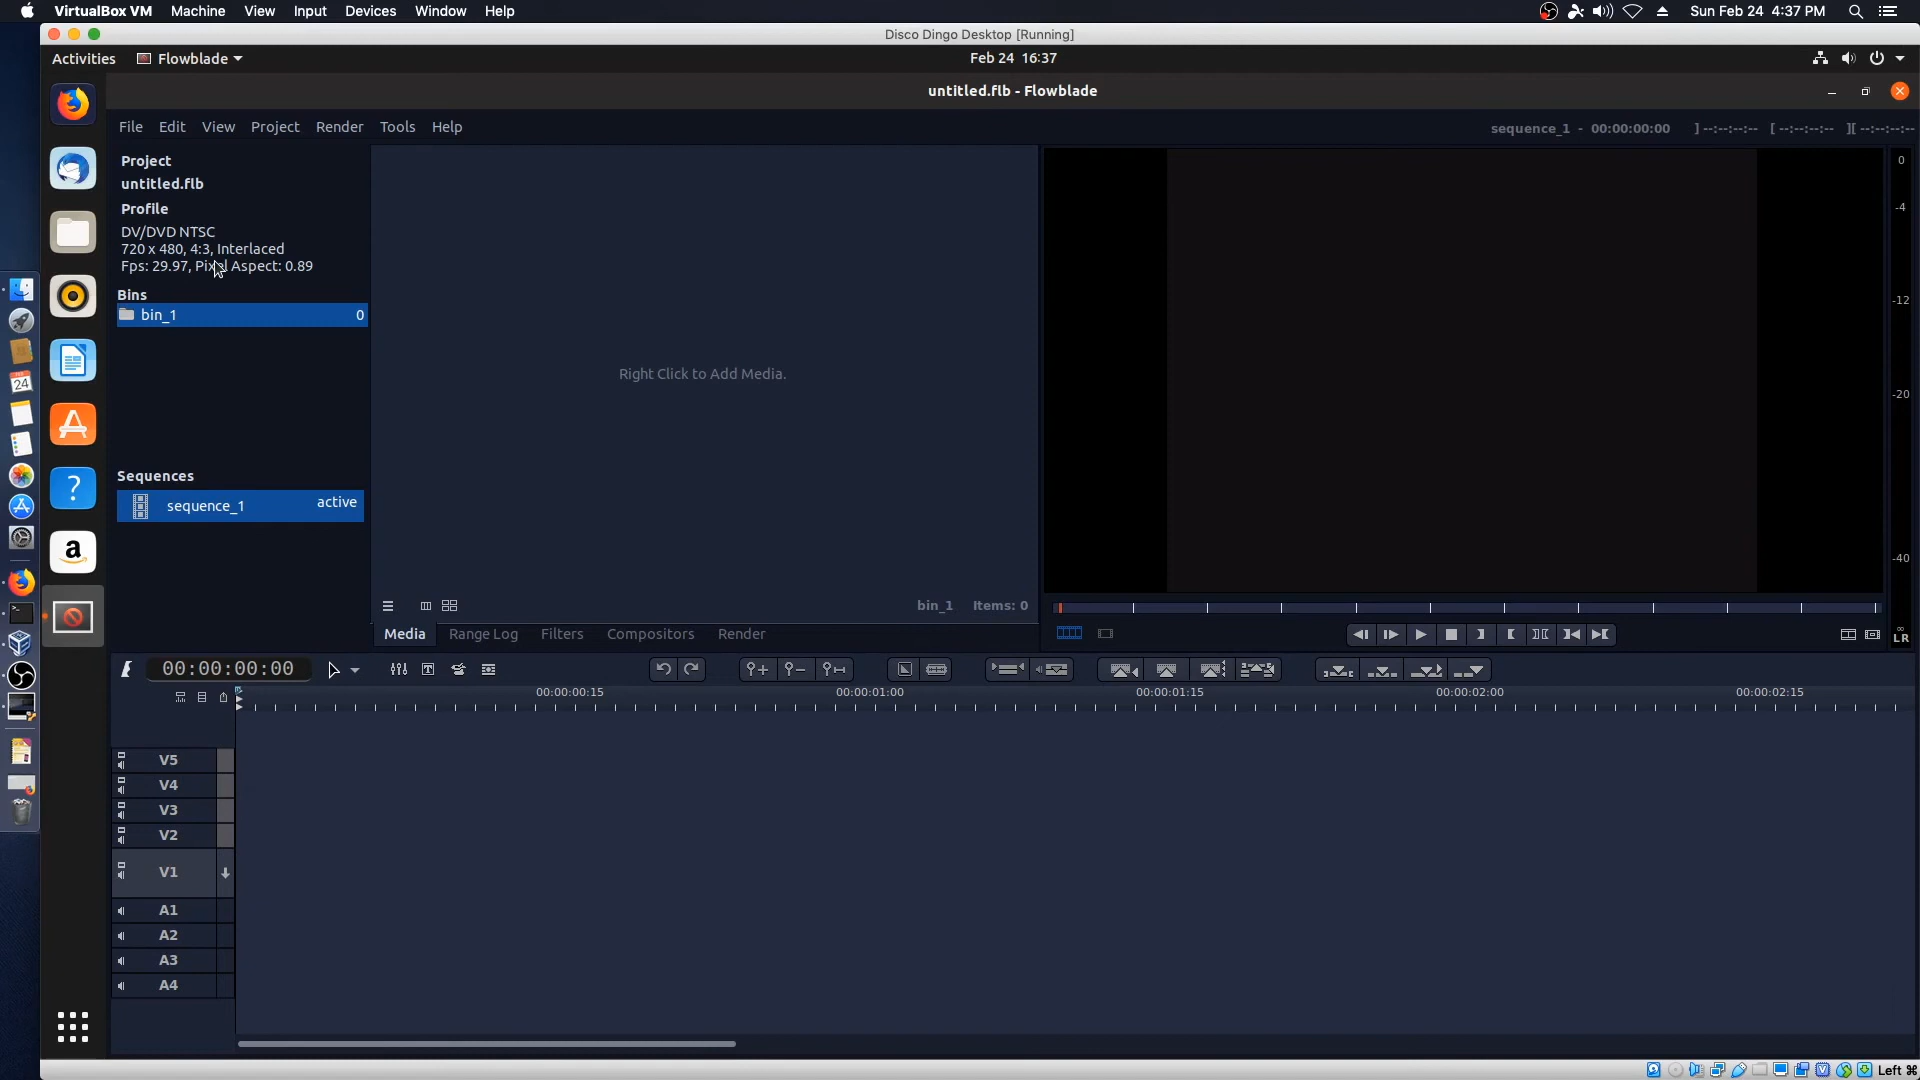 VirtualBox VM Machine View Input Devices Window Help Sun Feb 24 4:37 PM
Disco Dingo Desktop [Running]
Activities Flowblade Feb 24 16:37
untitled.flb - Flowblade
File Edit View Project Render Tools Help sequence_1 - 00:00:00:00 ] --:--:--:-- [ --:--:--:-- ][ --:--:--:--
Project
untitled.flb
Profile
DV/DVD NTSC
720 x 480, 4:3, Interlaced
Fps: 29.97, Pixel Aspect: 0.89
Bins
bin_1 0
Right Click to Add Media.
Sequences
sequence_1 active
bin_1 Items: 0
Media Range Log Filters Compositors Render
0
-4
-12
-20
-40
∞
LR
00:00:00:00
00:00:00:15 00:00:01:00 00:00:01:15 00:00:02:00 00:00:02:15
V5
V4
V3
V2
V1
A1
A2
A3
A4
Left ⌘